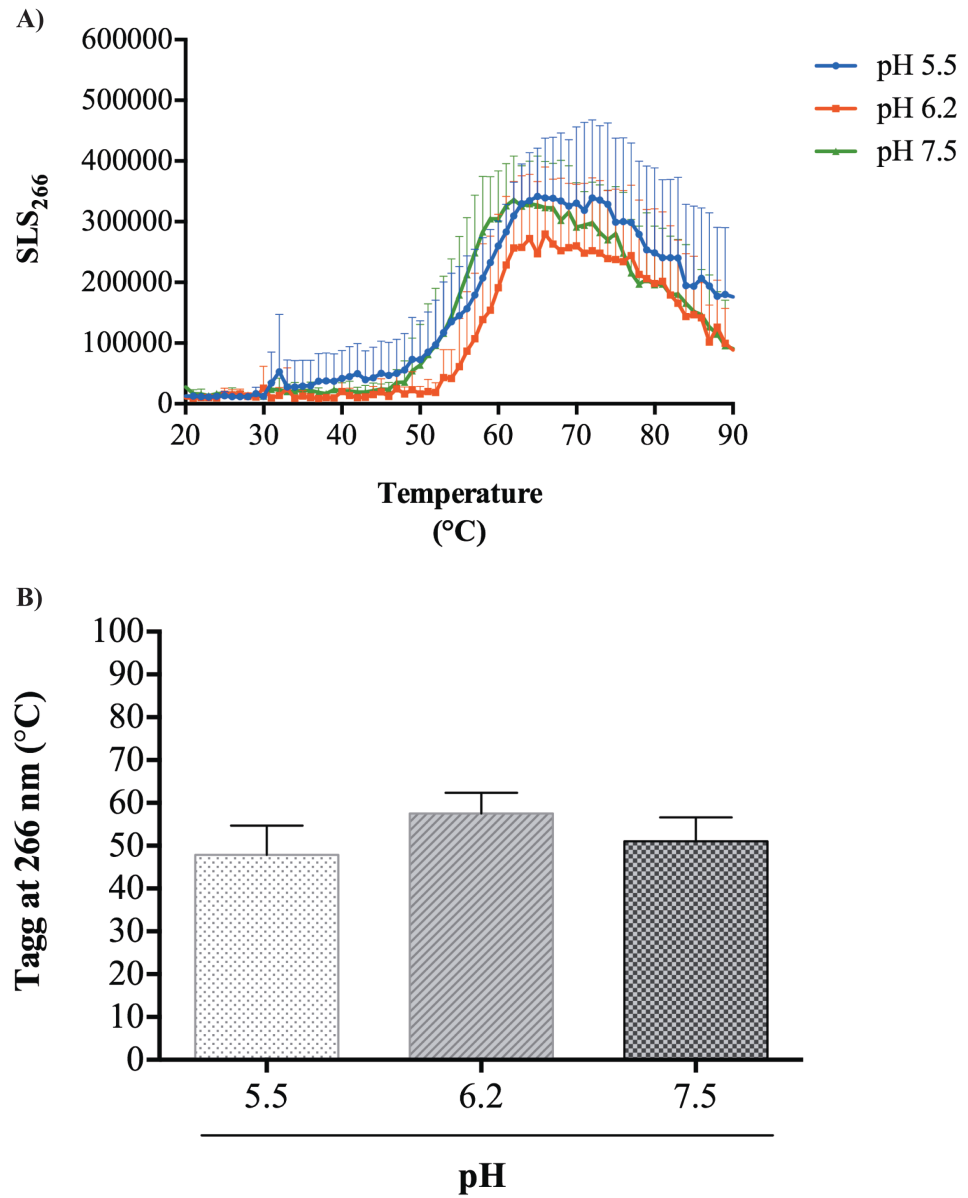 A)
600000
500000
400000
300000
200000
100000
0
SLS266
20 30 40 50 60 70 80 90
Temperature
(°C)
pH 5.5
pH 6.2
pH 7.5
B)
100
90
80
70
60
50
40
30
20
10
0
Tagg at 266 nm (°C)
5.5 6.2 7.5
pH